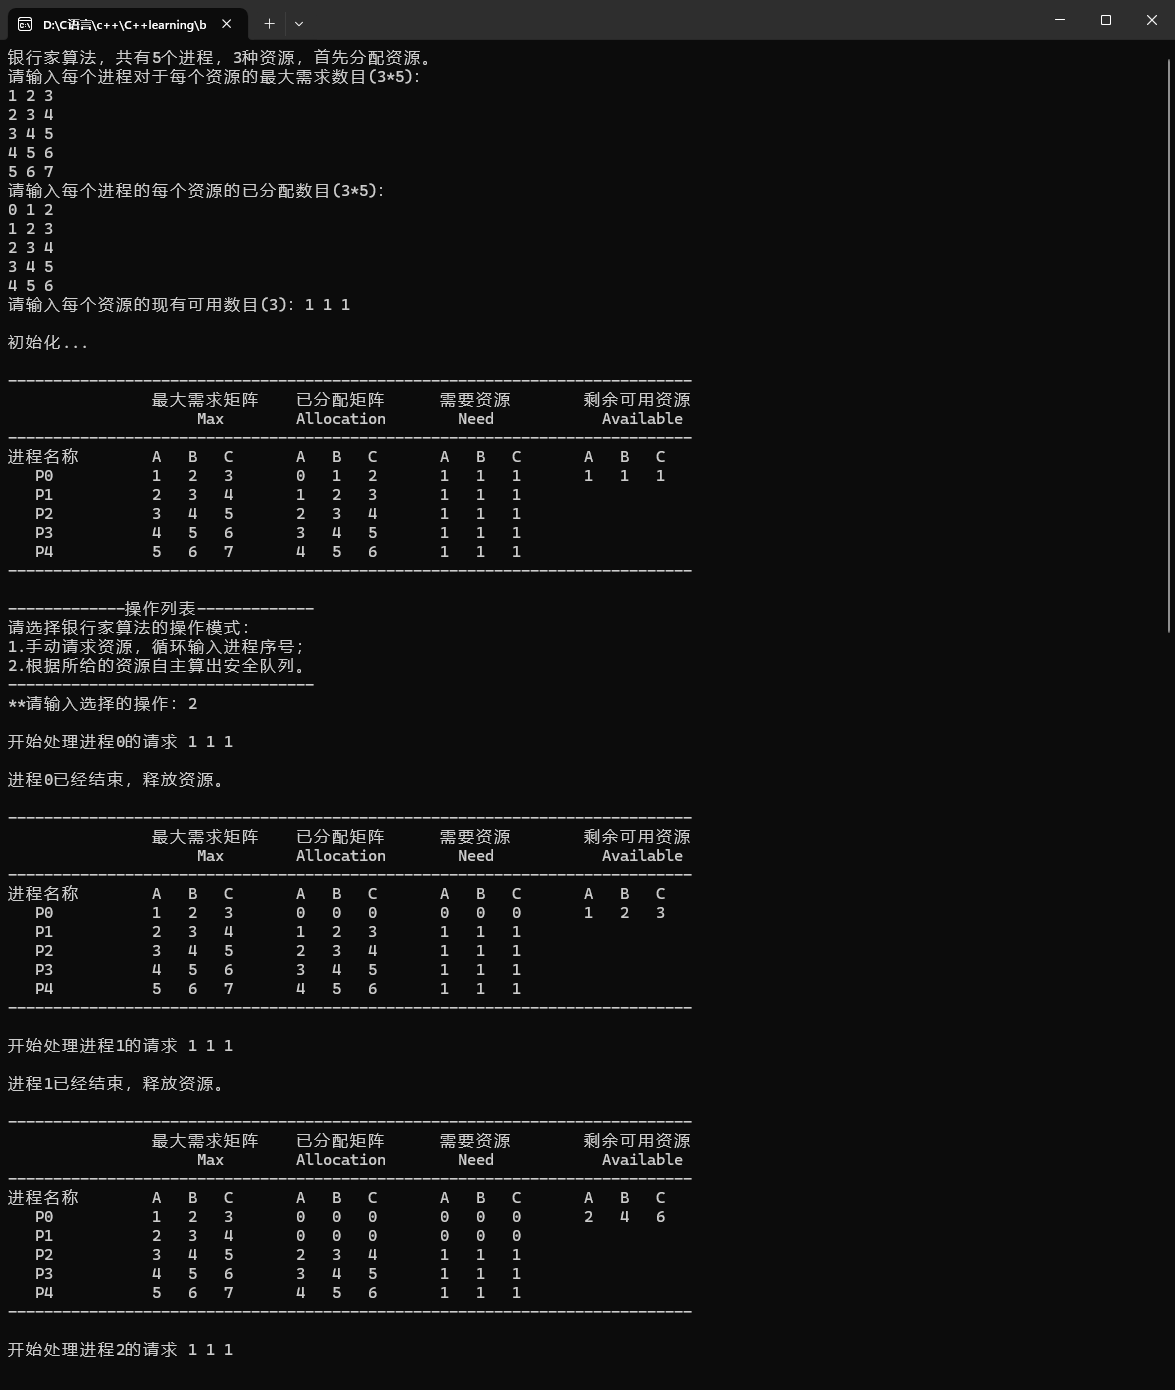 D:\C语言\c++\C++learning\b
银行家算法，共有5个进程，3种资源，首先分配资源。
请输入每个进程对于每个资源的最大需求数目(3*5)：
1 2 3
2 3 4
3 4 5
4 5 6
5 6 7
请输入每个进程的每个资源的已分配数目(3*5)：
0 1 2
1 2 3
2 3 4
3 4 5
4 5 6
请输入每个资源的现有可用数目(3)：1 1 1
初始化...
----------------------------------------------------------------------------
最大需求矩阵 已分配矩阵 需要资源 剩余可用资源
Max Allocation Need Available
----------------------------------------------------------------------------
进程名称 A B C A B C A B C A B C
P0 1 2 3 0 1 2 1 1 1 1 1 1
P1 2 3 4 1 2 3 1 1 1
P2 3 4 5 2 3 4 1 1 1
P3 4 5 6 3 4 5 1 1 1
P4 5 6 7 4 5 6 1 1 1
----------------------------------------------------------------------------
-------------操作列表-------------
请选择银行家算法的操作模式：
1.手动请求资源，循环输入进程序号；
2.根据所给的资源自主算出安全队列。
----------------------------------
**请输入选择的操作：2
开始处理进程0的请求 1 1 1
进程0已经结束，释放资源。
----------------------------------------------------------------------------
最大需求矩阵 已分配矩阵 需要资源 剩余可用资源
Max Allocation Need Available
----------------------------------------------------------------------------
进程名称 A B C A B C A B C A B C
P0 1 2 3 0 0 0 0 0 0 1 2 3
P1 2 3 4 1 2 3 1 1 1
P2 3 4 5 2 3 4 1 1 1
P3 4 5 6 3 4 5 1 1 1
P4 5 6 7 4 5 6 1 1 1
----------------------------------------------------------------------------
开始处理进程1的请求 1 1 1
进程1已经结束，释放资源。
----------------------------------------------------------------------------
最大需求矩阵 已分配矩阵 需要资源 剩余可用资源
Max Allocation Need Available
----------------------------------------------------------------------------
进程名称 A B C A B C A B C A B C
P0 1 2 3 0 0 0 0 0 0 2 4 6
P1 2 3 4 0 0 0 0 0 0
P2 3 4 5 2 3 4 1 1 1
P3 4 5 6 3 4 5 1 1 1
P4 5 6 7 4 5 6 1 1 1
----------------------------------------------------------------------------
开始处理进程2的请求 1 1 1